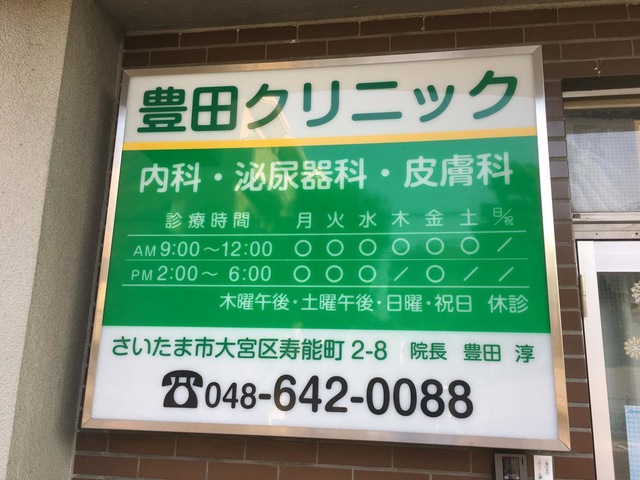 豊田クリニック
内科・泌尿器科・皮膚科
診療時間 月 火 水 木 金 土 日/祝
AM 9:00～12:00 ○ ○ ○ ○ ○ ○ /
PM 2:00～ 6:00 ○ ○ ○ / ○ / /
木曜午後・土曜午後・日曜・祝日 休診
さいたま市大宮区寿能町 2-8 院長 豊田 淳
☎048-642-0088